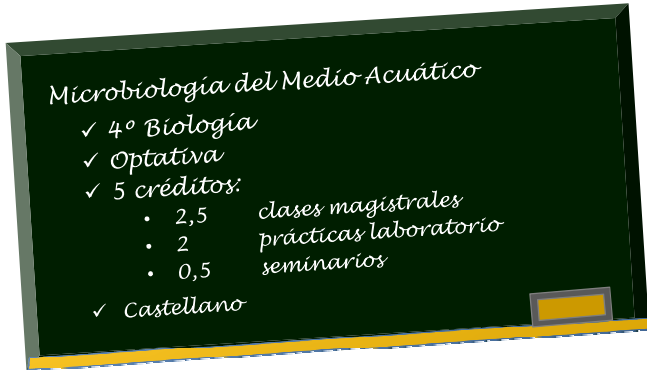 Microbiología del Medio Acuático
✓ 4º Biología
✓ Optativa
✓ 5 créditos:
• 2,5 clases magistrales
• 2 prácticas laboratorio
• 0,5 seminarios
✓ Castellano